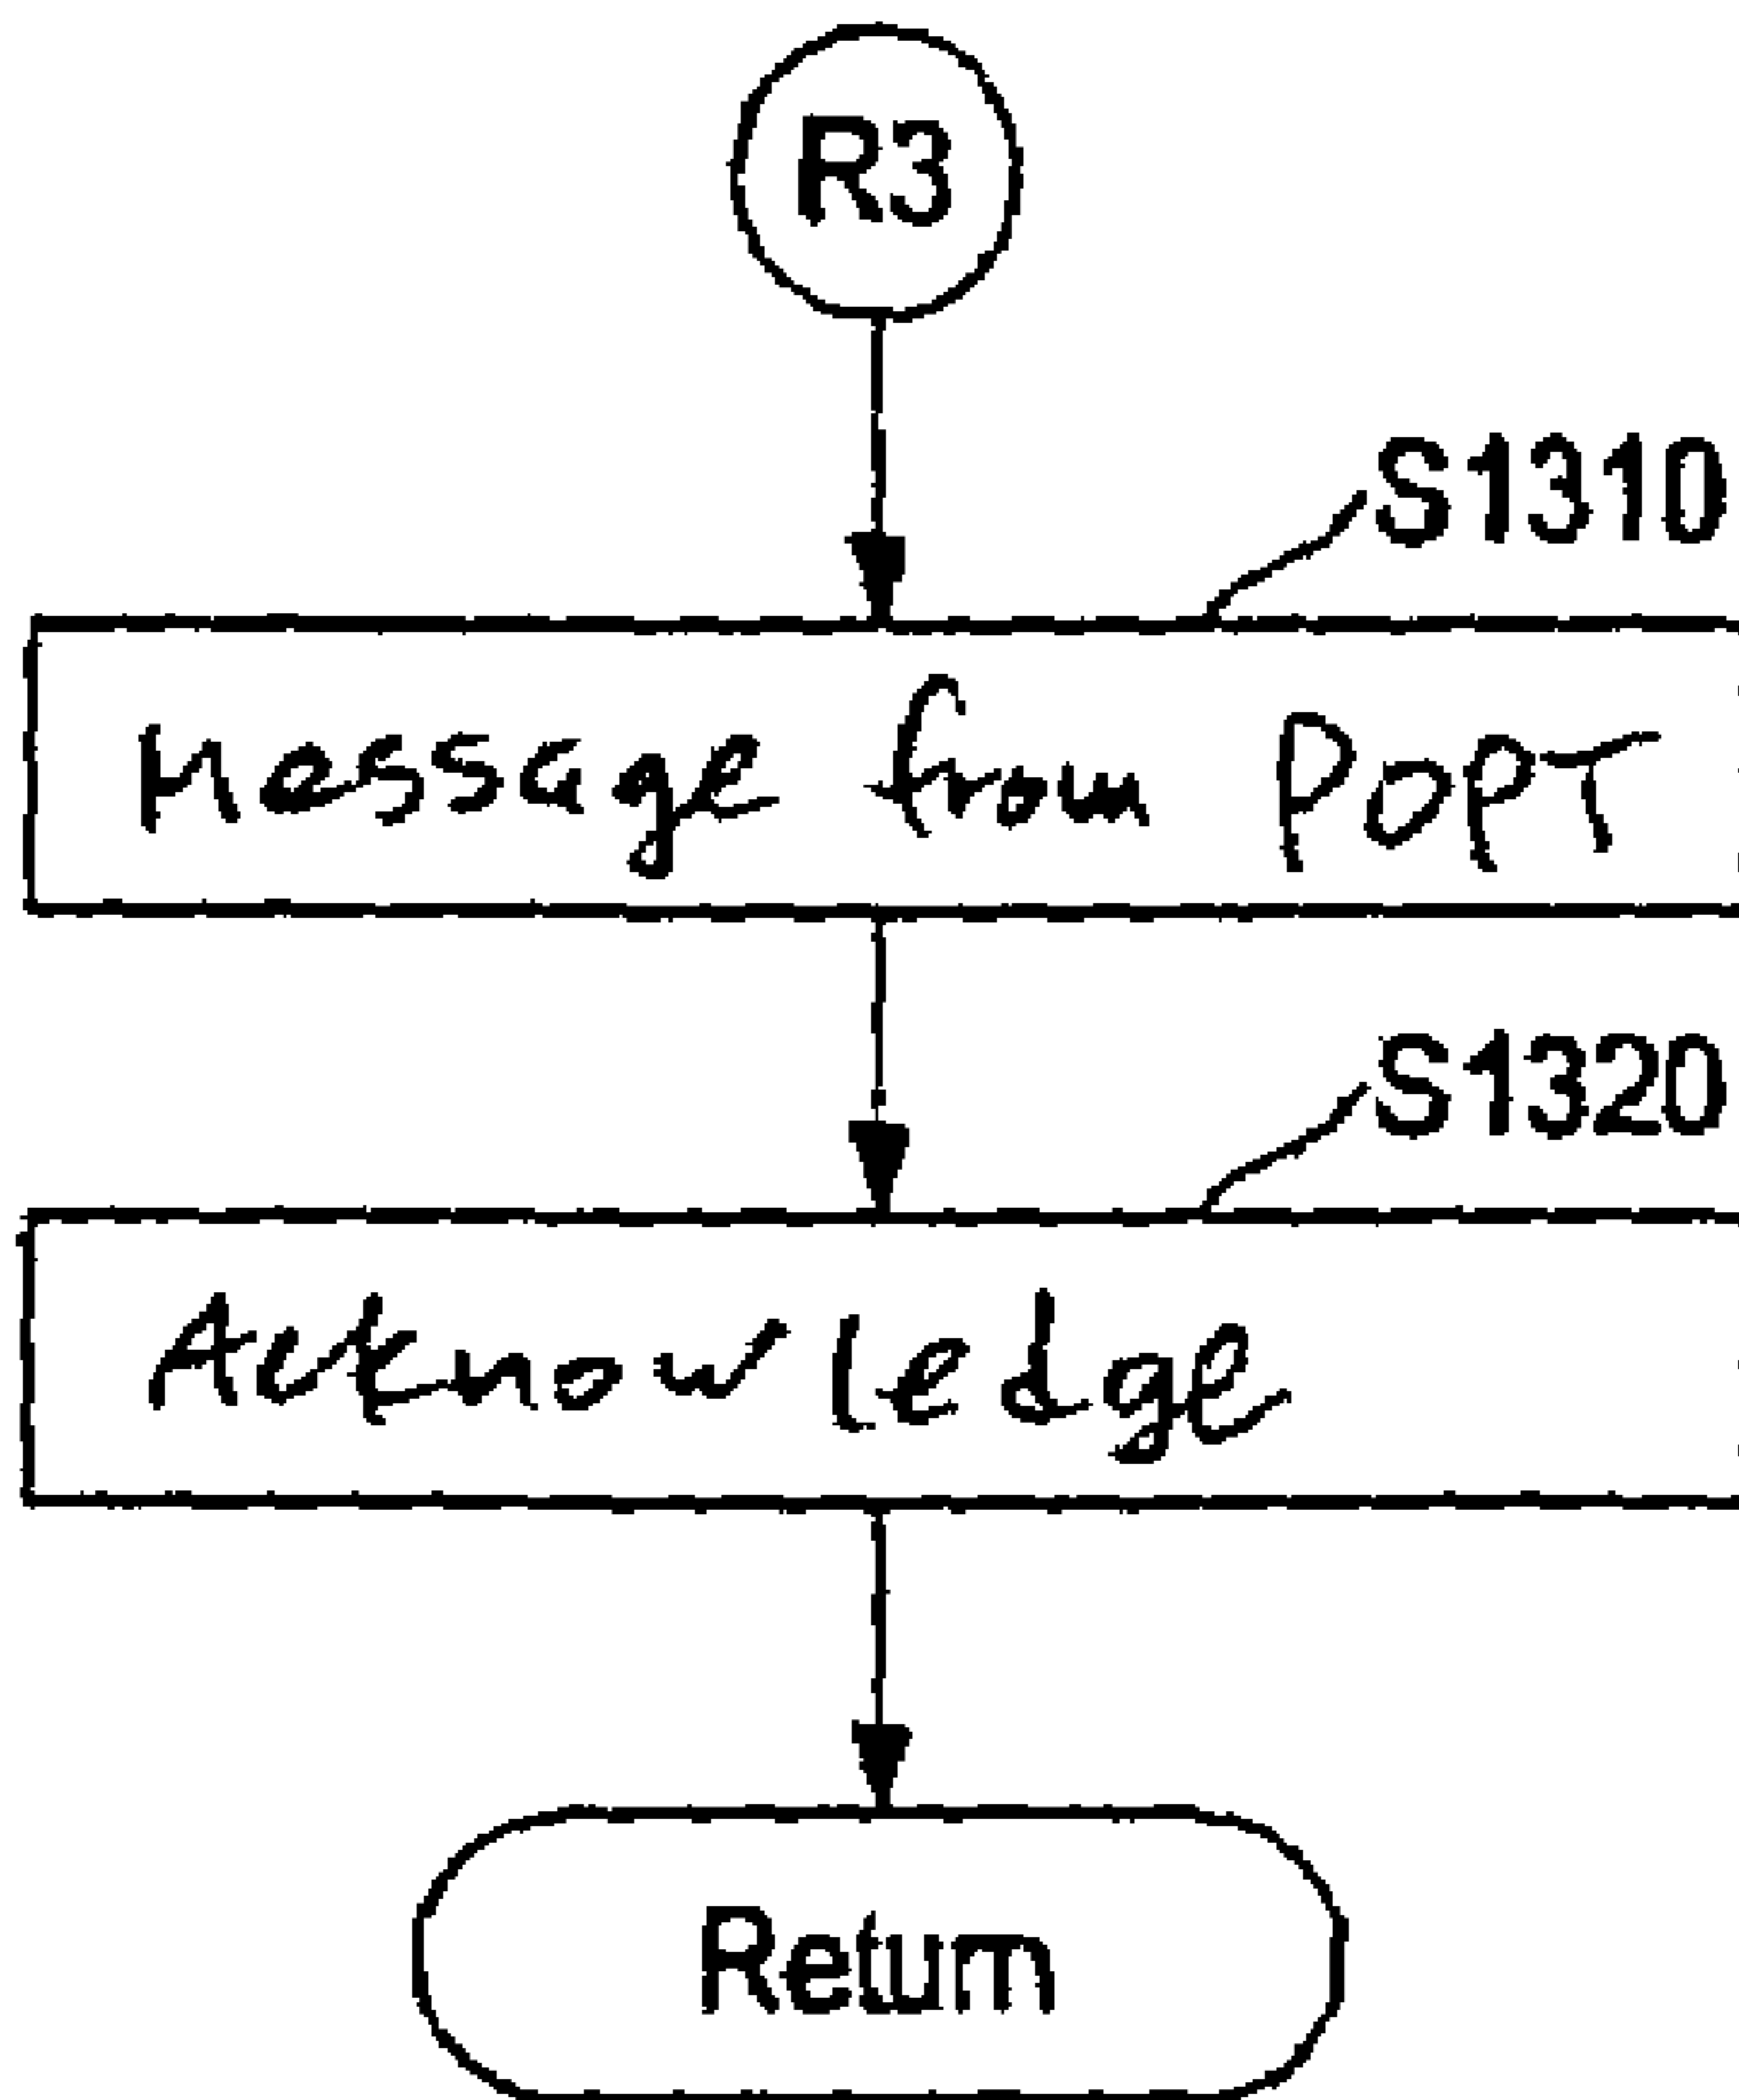 R3
S1310
Message from POPT
S1320
Acknowledge
Return